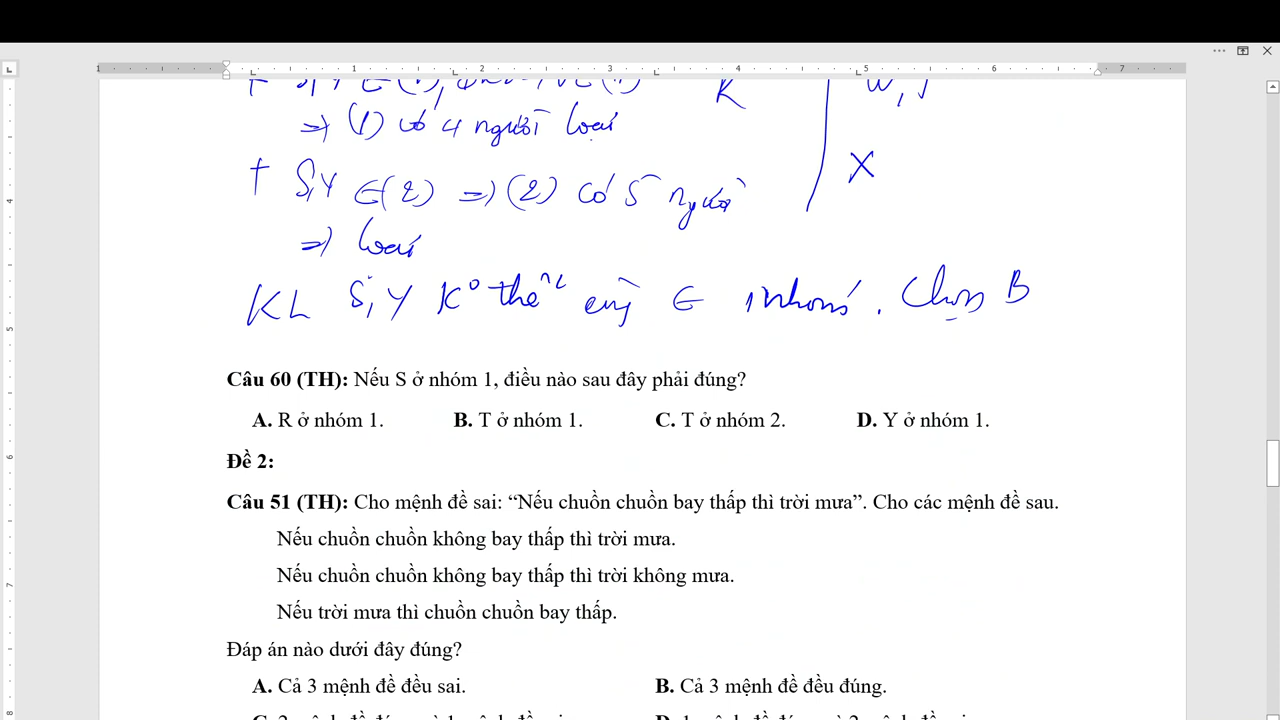 ⇒ (1) có 4 người loại
+ S, Y ∈ (2) ⇒ (2) có 5 người
⇒ loại
X
KL S, Y K° thể cùng ∈ 1 nhóm. Chọn B
Câu 60 (TH): Nếu S ở nhóm 1, điều nào sau đây phải đúng?
A. R ở nhóm 1. B. T ở nhóm 1. C. T ở nhóm 2. D. Y ở nhóm 1.
Đề 2:
Câu 51 (TH): Cho mệnh đề sai: “Nếu chuồn chuồn bay thấp thì trời mưa”. Cho các mệnh đề sau.
Nếu chuồn chuồn không bay thấp thì trời mưa.
Nếu chuồn chuồn không bay thấp thì trời không mưa.
Nếu trời mưa thì chuồn chuồn bay thấp.
Đáp án nào dưới đây đúng?
A. Cả 3 mệnh đề đều sai. B. Cả 3 mệnh đề đều đúng.